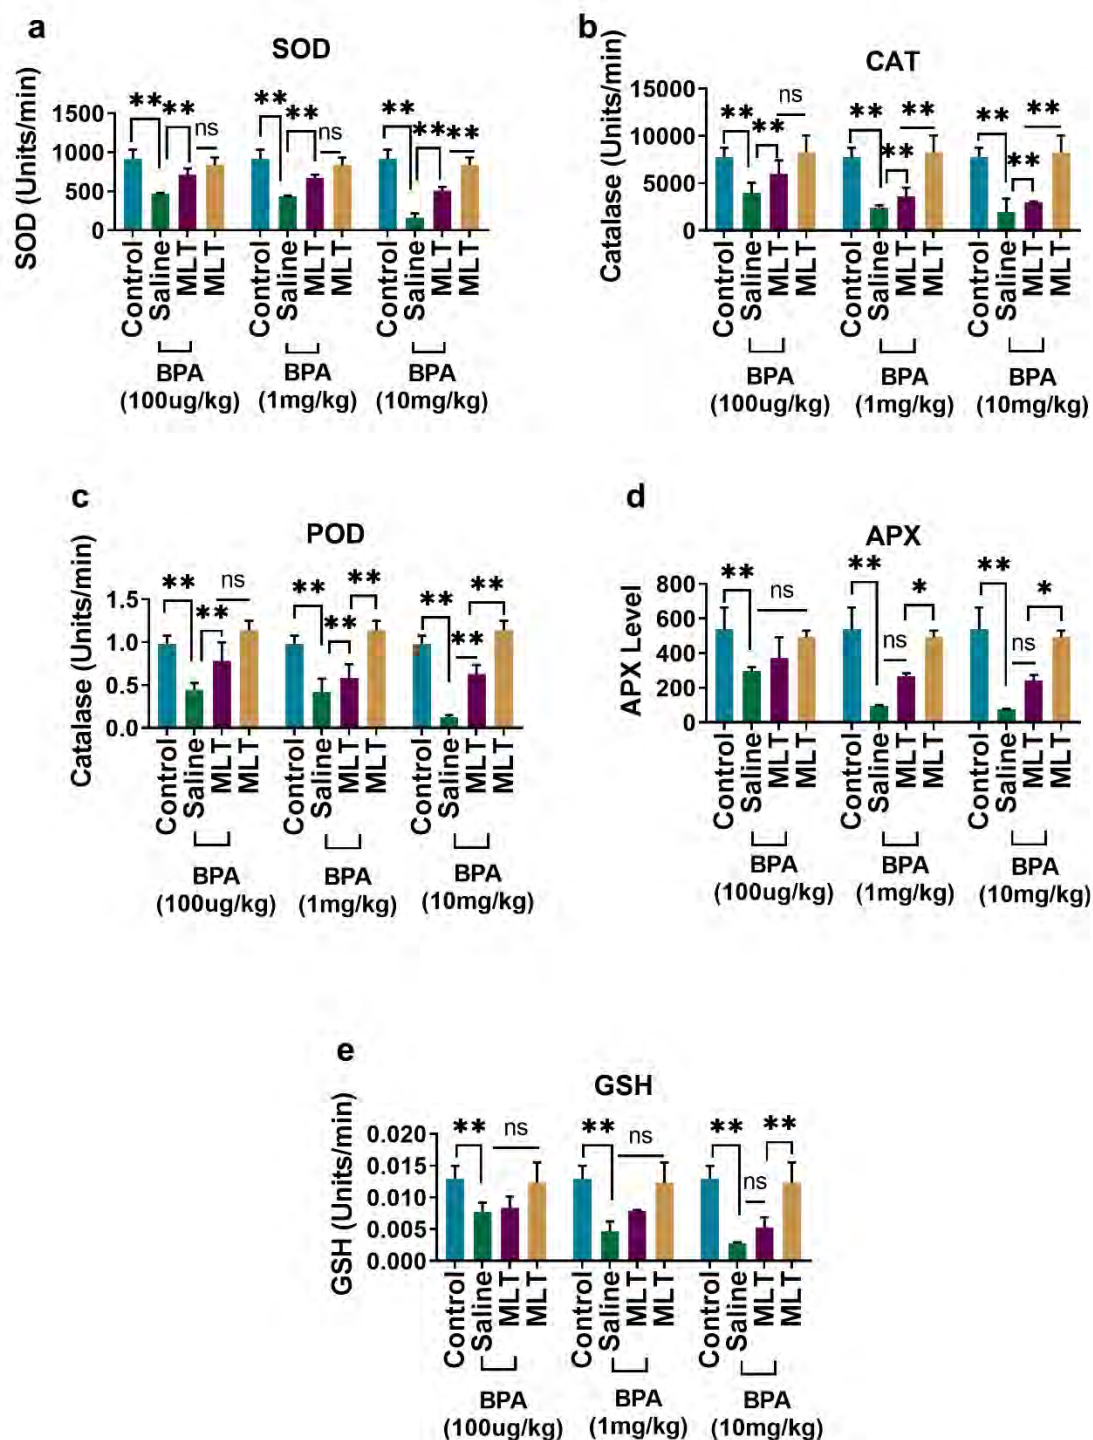 a
SOD
SOD (Units/min)
1500
1000
500
0
** ** ns
** ** ns
** ** **
Control Saline MLT MLT
Control Saline MLT MLT
Control Saline MLT MLT
BPA
(100ug/kg)
BPA
(1mg/kg)
BPA
(10mg/kg)
b
CAT
Catalase (Units/min)
15000
10000
5000
0
** ** ns
** ** **
** ** **
Control Saline MLT MLT
Control Saline MLT MLT
Control Saline MLT MLT
BPA
(100ug/kg)
BPA
(1mg/kg)
BPA
(10mg/kg)
c
POD
Catalase (Units/min)
1.5
1.0
0.5
0.0
** ** ns
** ** **
** ** **
Control Saline MLT MLT
Control Saline MLT MLT
Control Saline MLT MLT
BPA
(100ug/kg)
BPA
(1mg/kg)
BPA
(10mg/kg)
d
APX
APX Level
800
600
400
200
0
** ns
** ns *
** ns *
Control Saline MLT MLT
Control Saline MLT MLT
Control Saline MLT MLT
BPA
(100ug/kg)
BPA
(1mg/kg)
BPA
(10mg/kg)
e
GSH
GSH (Units/min)
0.020
0.015
0.010
0.005
0.000
** ns
** ns
** ns **
Control Saline MLT MLT
Control Saline MLT MLT
Control Saline MLT MLT
BPA
(100ug/kg)
BPA
(1mg/kg)
BPA
(10mg/kg)